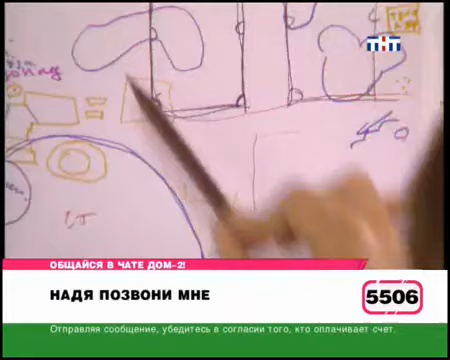 ТНТ
ОБЩАЙСЯ В ЧАТЕ ДОМ-2!
НАДЯ ПОЗВОНИ МНЕ
5506
Отправляя сообщение, убедитесь в согласии того, кто оплачивает счет.